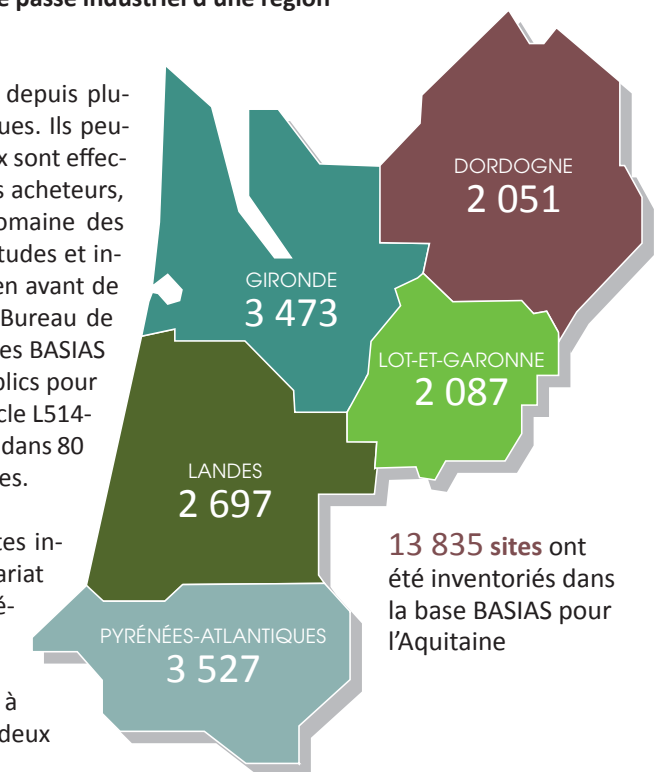 e passé industriel d'une région
depuis plu-
ques. Ils peu-
x sont effec-
s acheteurs,
omaine des
tudes et in-
en avant de
Bureau de
es BASIAS
olics pour
cle L514-
dans 80
es.
tes in-
ariat
é-
à
deux
DORDOGNE
2 051
GIRONDE
3 473
LOT-ET-GARONNE
2 087
LANDES
2 697
PYRÉNÉES-ATLANTIQUES
3 527
13 835 sites ont
été inventoriés dans
la base BASIAS pour
l'Aquitaine